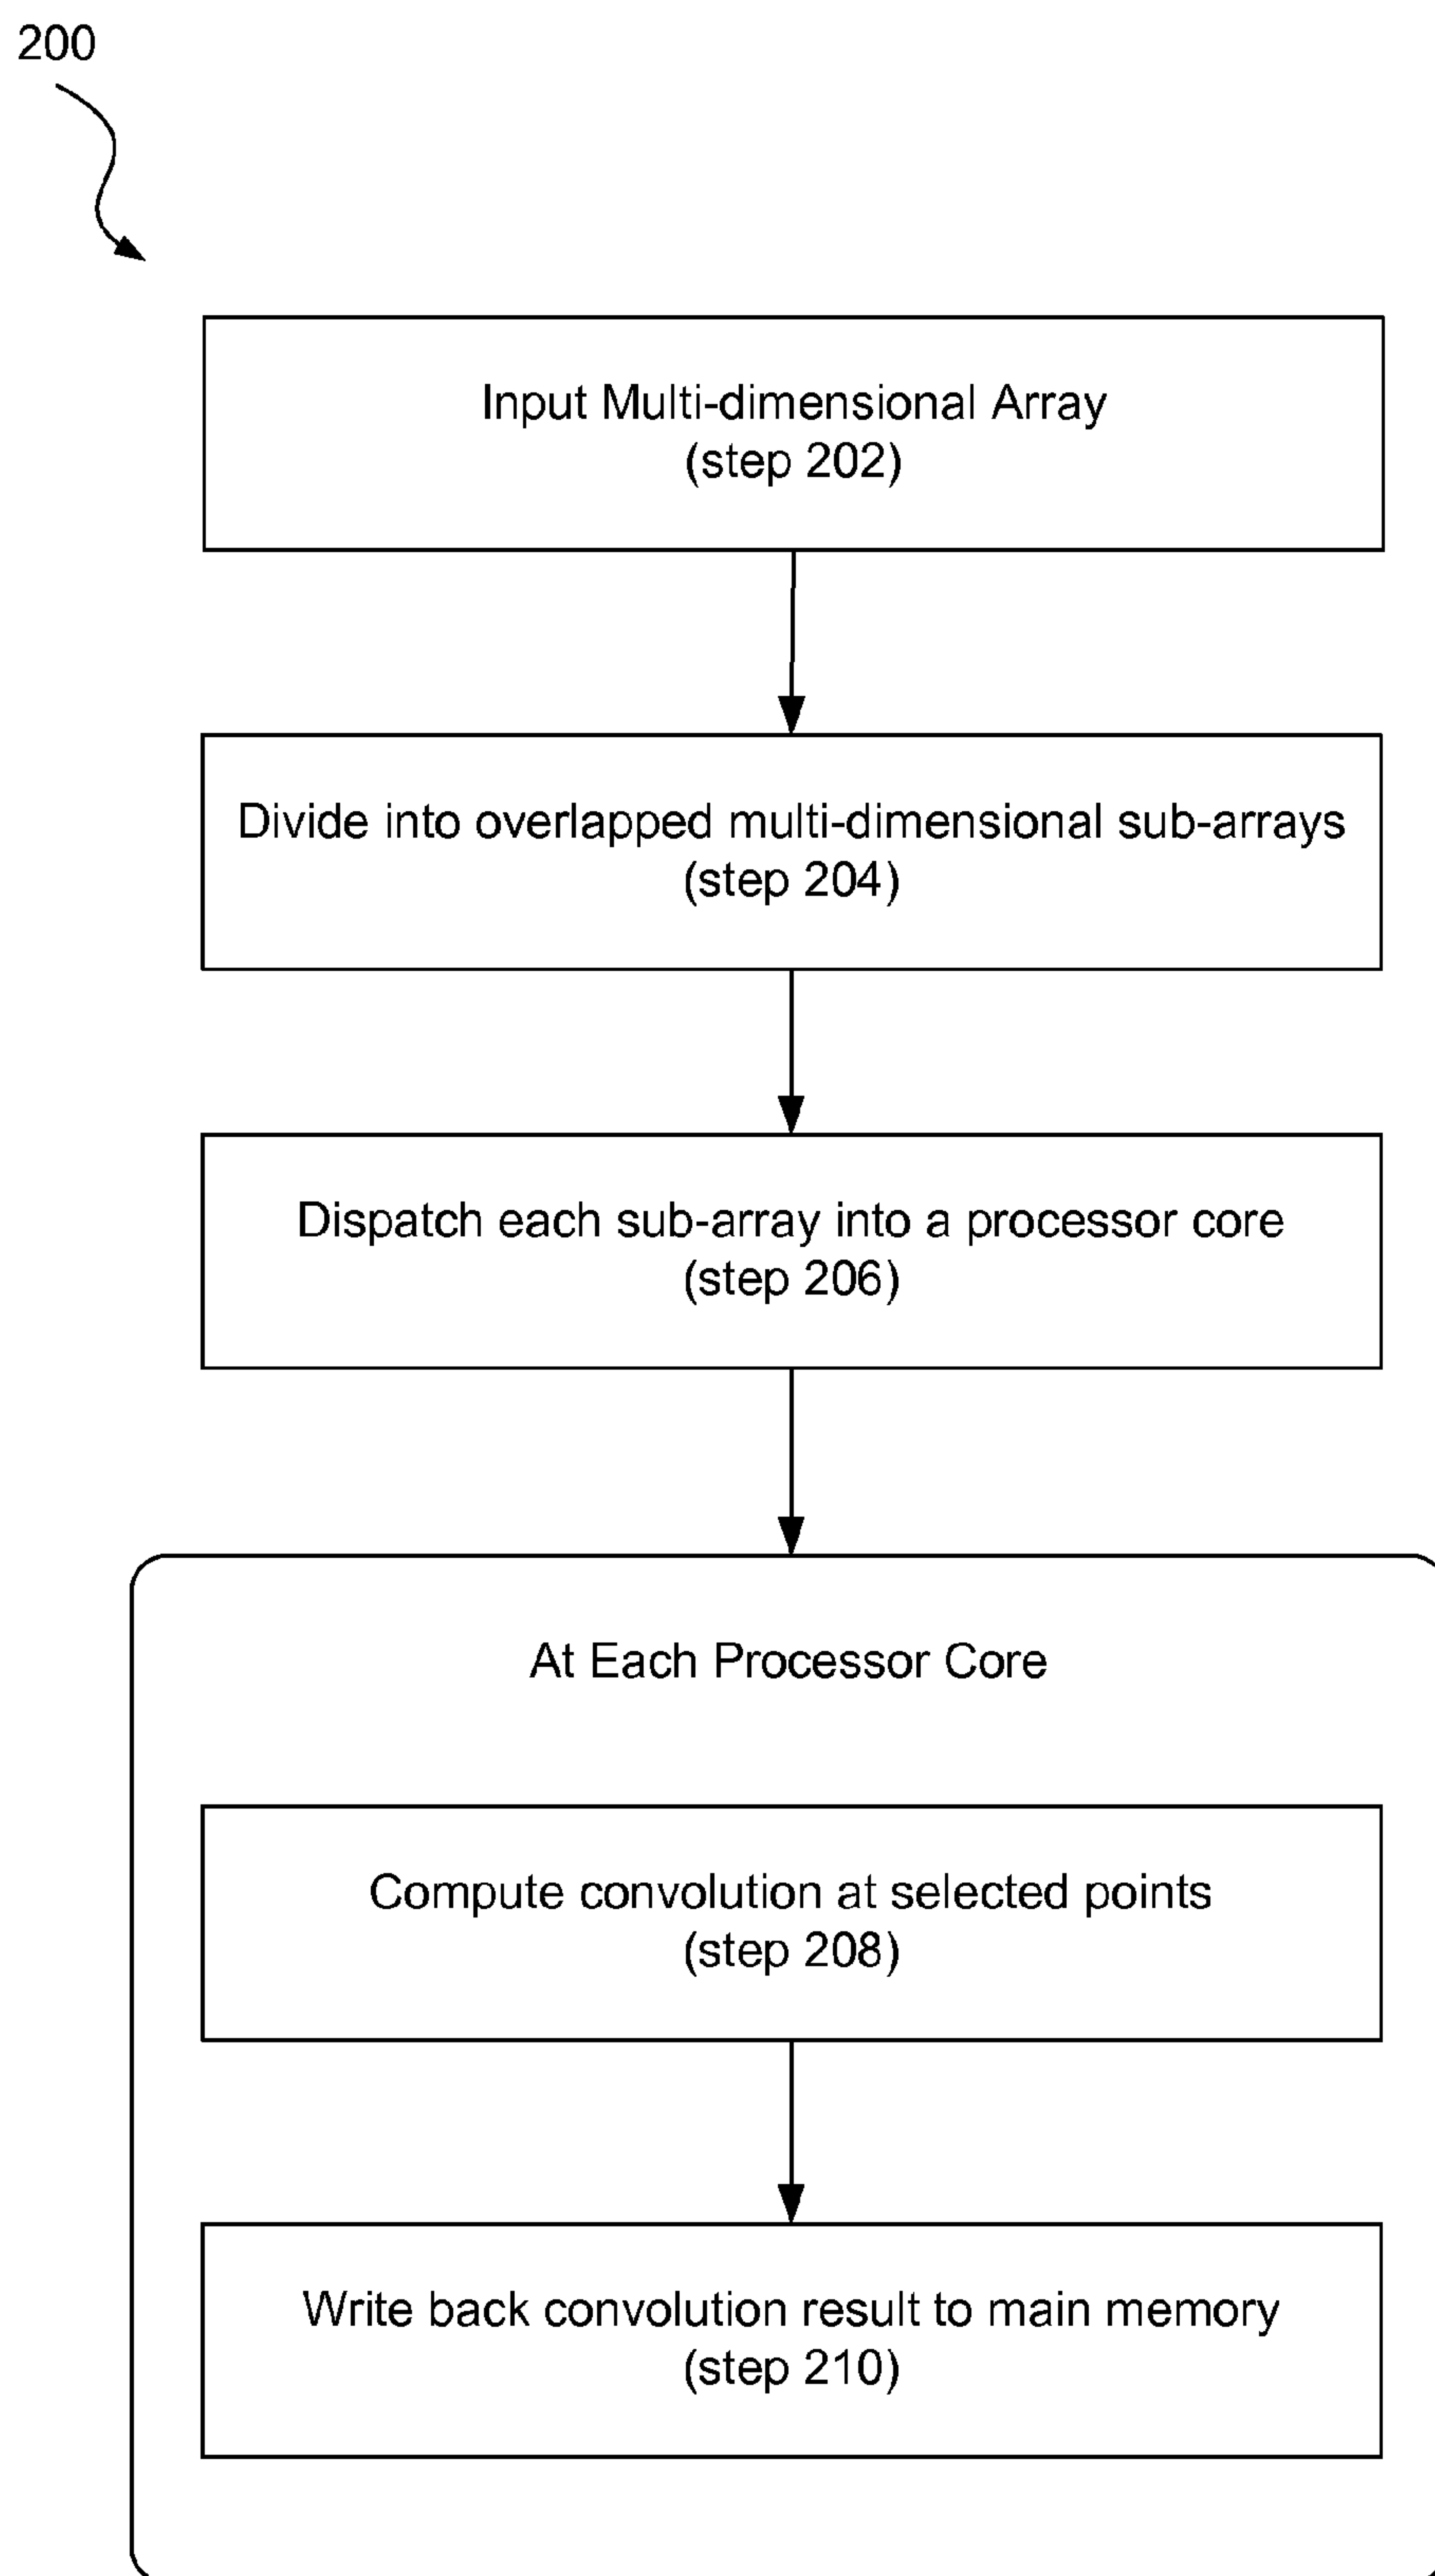 200
Input Multi-dimensional Array
(step 202)
Divide into overlapped multi-dimensional sub-arrays
(step 204)
Dispatch each sub-array into a processor core
(step 206)
At Each Processor Core
Compute convolution at selected points
(step 208)
Write back convolution result to main memory
(step 210)